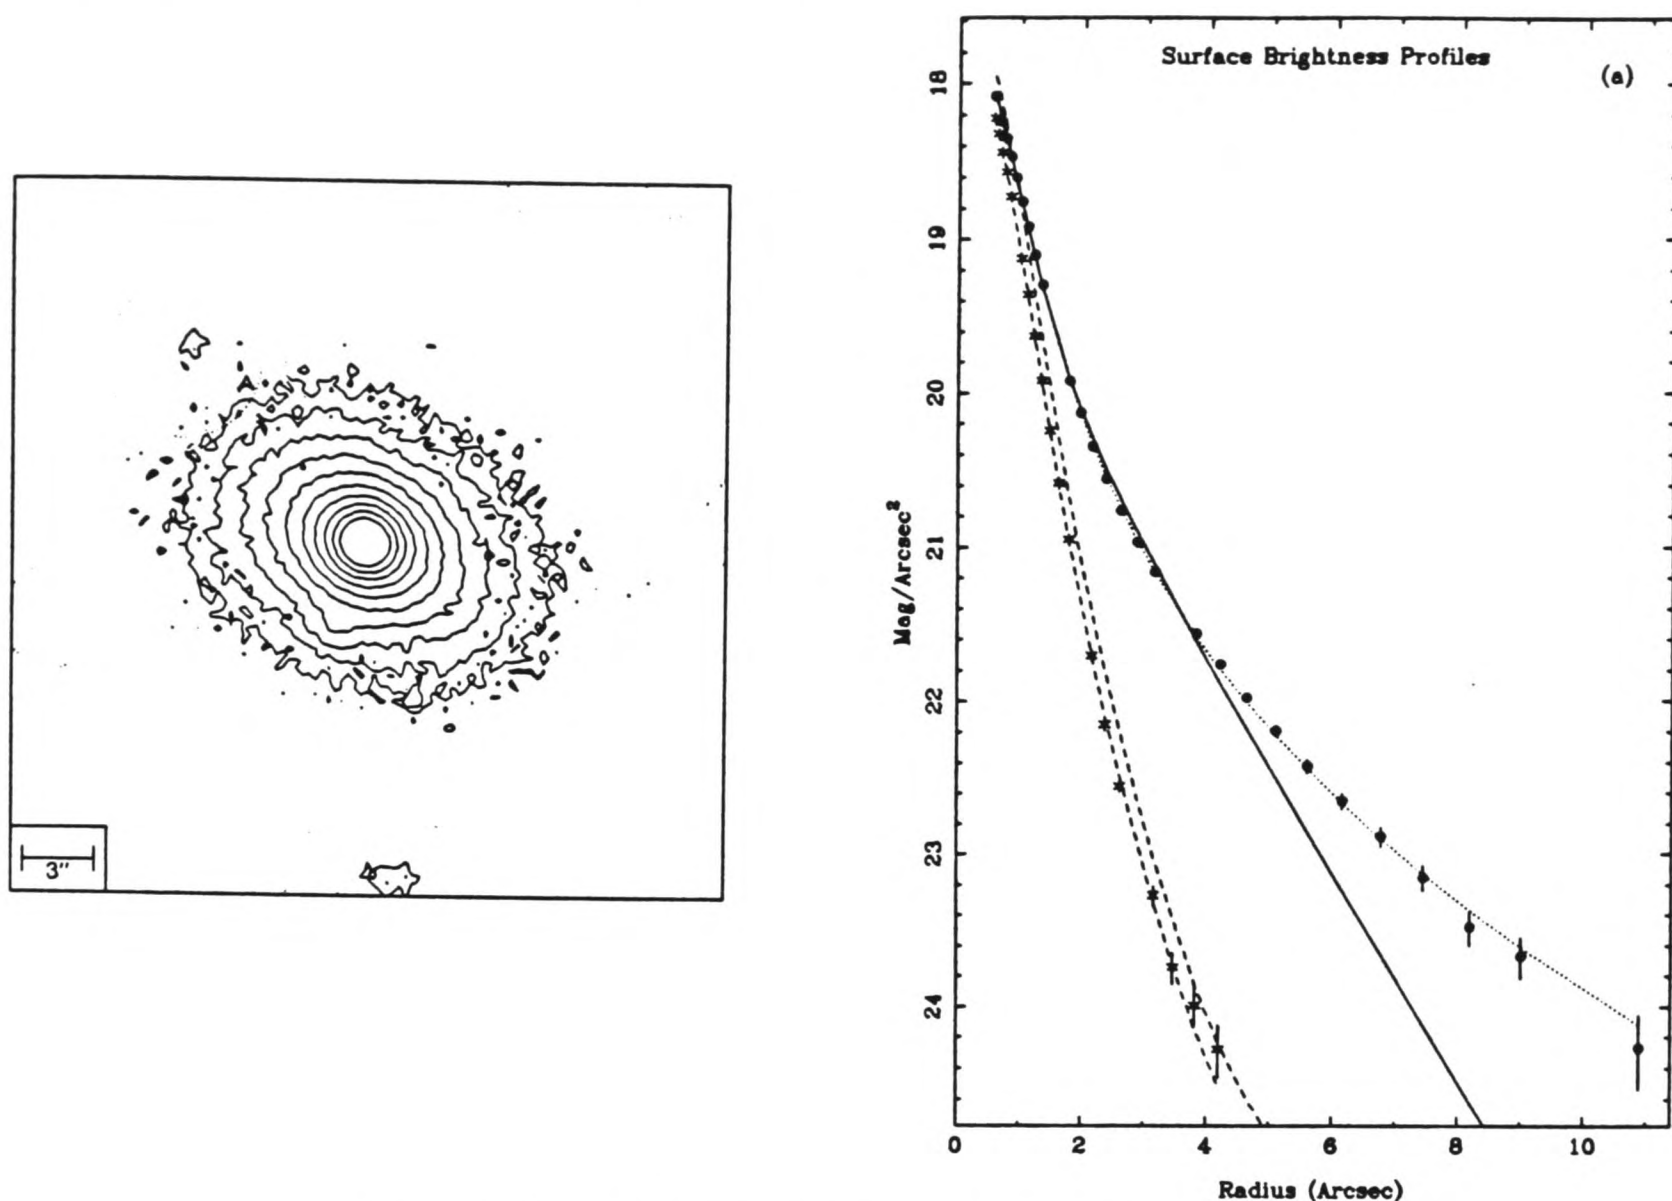 3"
Surface Brightness Profiles
(a)
18
19
20
21
22
23
24
Mag/Arcsec²
0 2 4 6 8 10
Radius (Arcsec)